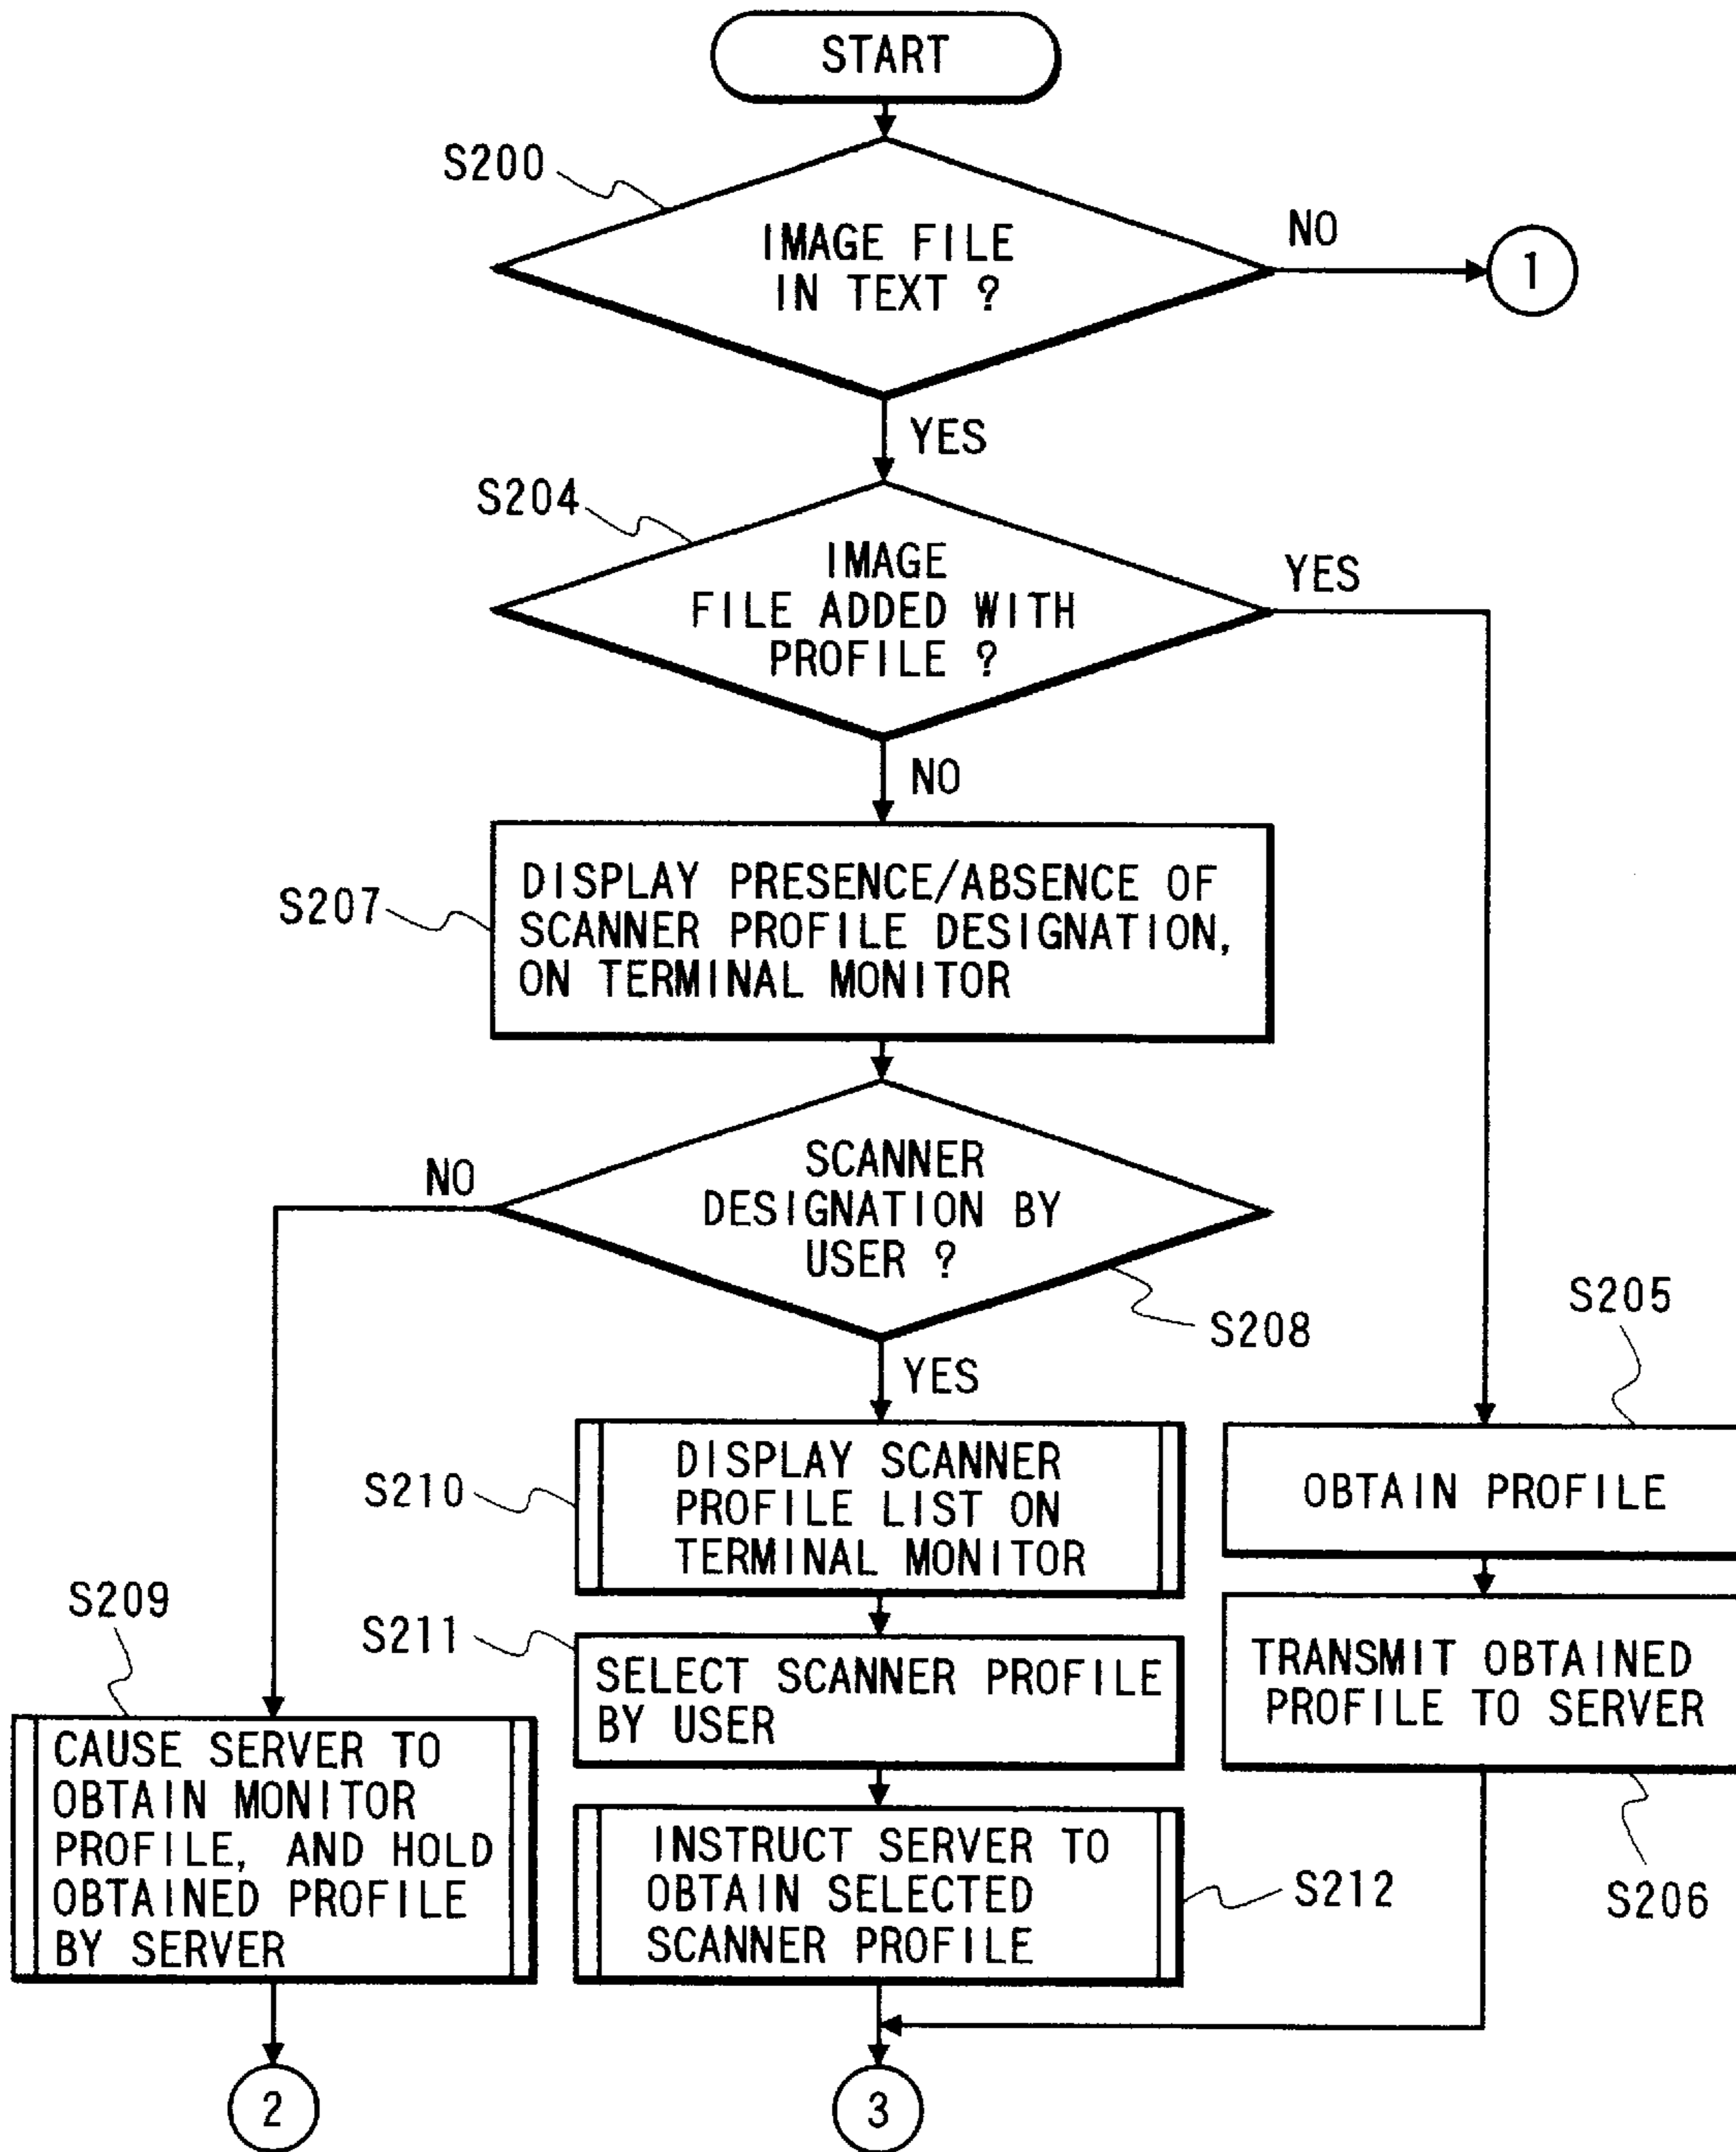 START
S200
IMAGE FILE
IN TEXT ?
NO
1
YES
S204
IMAGE
FILE ADDED WITH
PROFILE ?
YES
NO
S207
DISPLAY PRESENCE/ABSENCE OF
SCANNER PROFILE DESIGNATION,
ON TERMINAL MONITOR
NO
SCANNER
DESIGNATION BY
USER ?
S208
YES
S205
S210
DISPLAY SCANNER
PROFILE LIST ON
TERMINAL MONITOR
OBTAIN PROFILE
S209
S211
SELECT SCANNER PROFILE
BY USER
TRANSMIT OBTAINED
PROFILE TO SERVER
CAUSE SERVER TO
OBTAIN MONITOR
PROFILE, AND HOLD
OBTAINED PROFILE
BY SERVER
INSTRUCT SERVER TO
OBTAIN SELECTED
SCANNER PROFILE
S212
S206
2
3